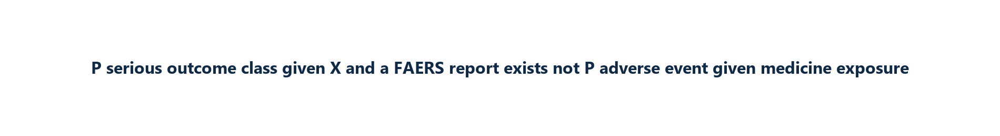 P serious outcome class given X and a FAERS report exists not P adverse event given medicine exposure